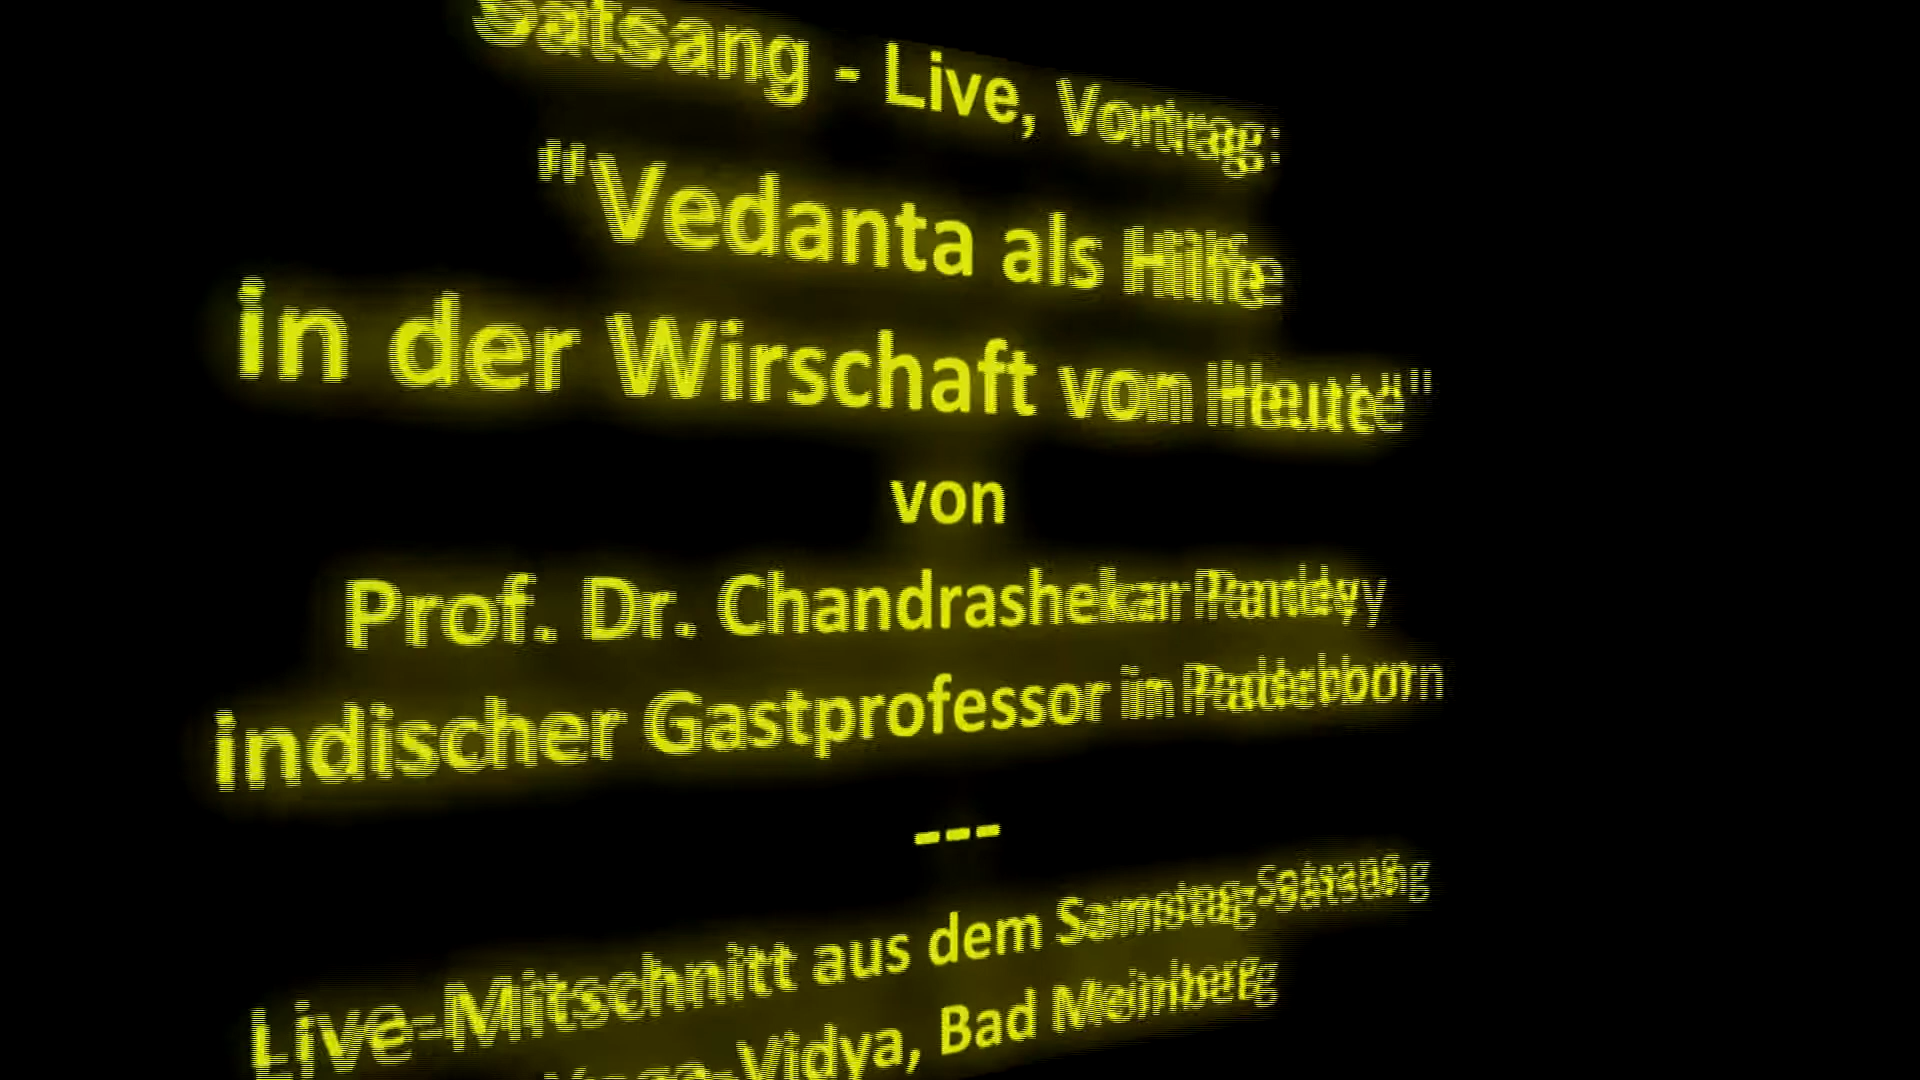 Satsang - Live, Vortrag:
"Vedanta als Hilfe
in der Wirschaft von Heute"
von
Prof. Dr. Chandrashekar Pandey
indischer Gastprofessor in Paderborn
---
Live-Mitschnitt aus dem Samstag-Satsang
Yoga-Vidya, Bad Meinberg